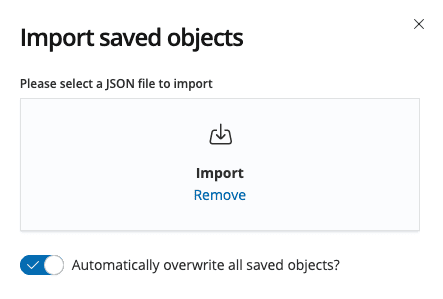 Import saved objects
Please select a JSON file to import
Import
Remove
Automatically overwrite all saved objects?